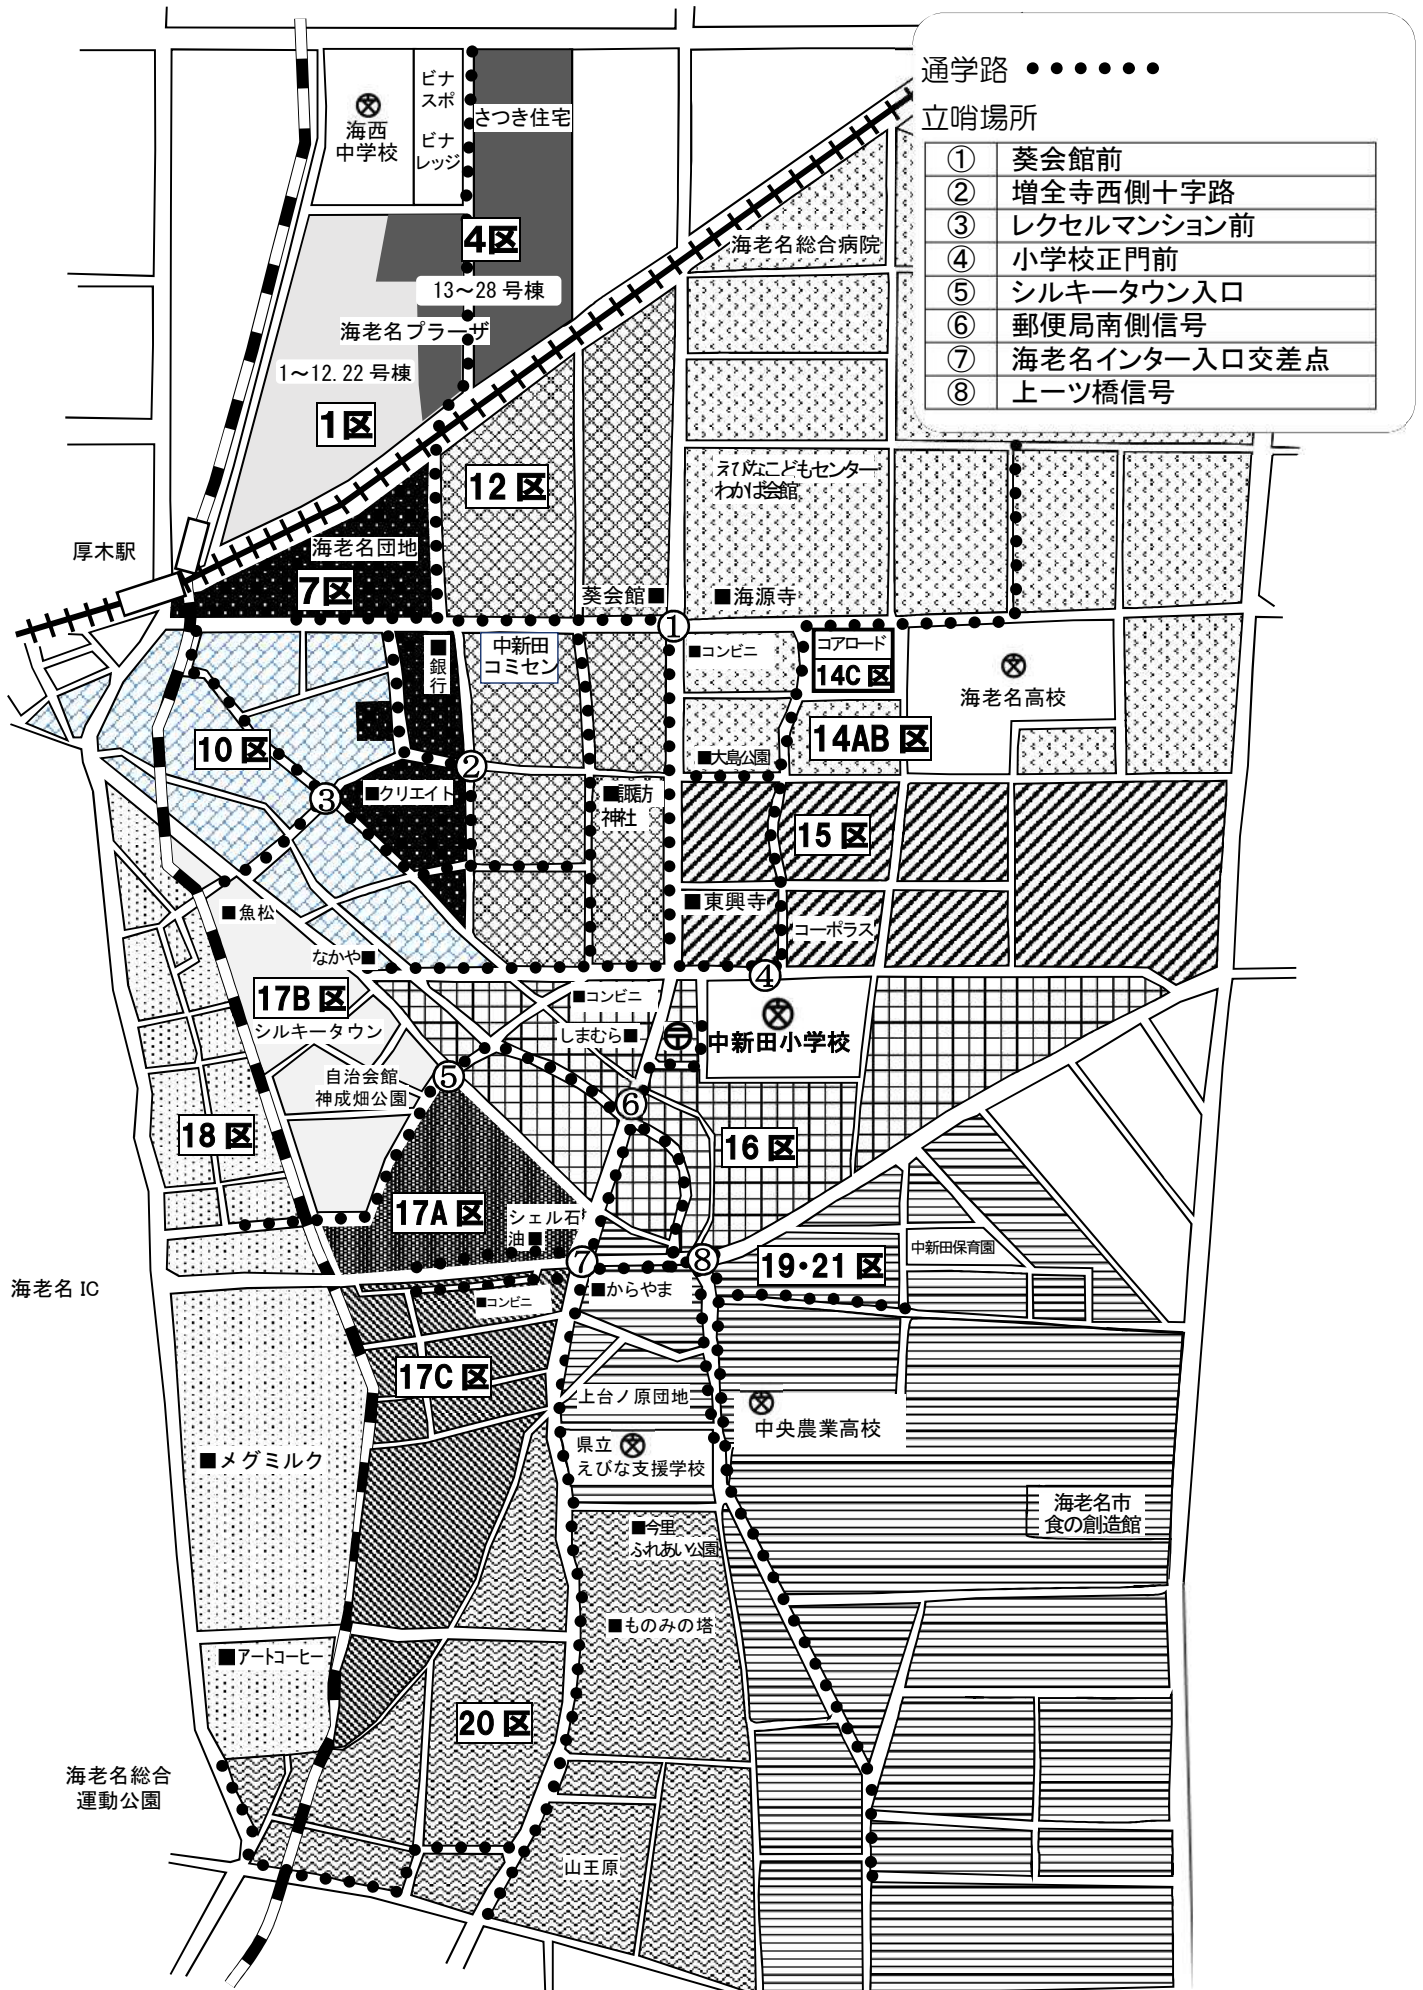 通学路
立哨場所
① 葵会館前
② 増全寺西側十字路
③ レクセルマンション前
④ 小学校正門前
⑤ シルキータウン入口
⑥ 郵便局南側信号
⑦ 海老名インター入口交差点
⑧ 上一ツ橋信号
ビナ
スポ
ビナ
レッジ
海西
中学校
さつき住宅
4区
13～28 号棟
海老名プラーザ
1～12.22 号棟
1区
海老名総合病院
12 区
えびなこどもセンター
わかば会館
厚木駅
海老名団地
7区
葵会館■
■海源寺
①
■銀行
中新田
コミセン
■コンビニ
コアロード
14C 区
海老名高校
10 区
14AB 区
■大島公園
②
③
■クリエイト
■諏訪
神社
15 区
■魚松
■東興寺
コーポラス
なかや■
④
17B 区
シルキータウン
■コンビニ
しまむら■
〒
中新田小学校
自治会館
神成畑公園
⑤
⑥
18 区
16 区
17A 区
シェル石
油■
⑦
⑧
19・21 区
中新田保育園
海老名 IC
■コンビニ
■からやま
17C 区
上台ノ原団地
中央農業高校
県立
えびな支援学校
■メグミルク
海老名市
食の創造館
■今里
ふれあい公園
■ものみの塔
■アートコーヒー
20 区
海老名総合
運動公園
山王原